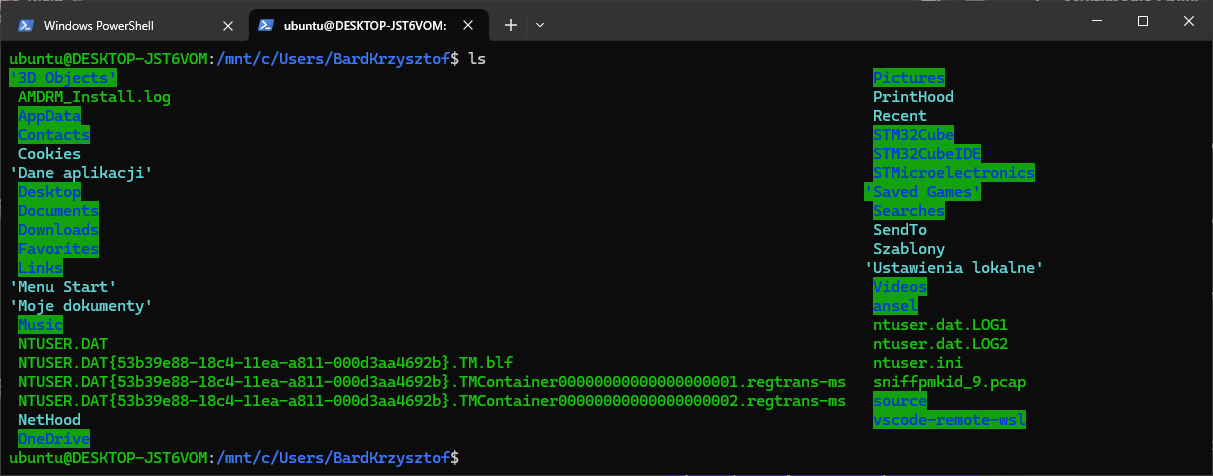 Windows PowerShell
ubuntu@DESKTOP-JST6VOM:
ubuntu@DESKTOP-JST6VOM:/mnt/c/Users/BardKrzysztof$ ls
'3D Objects' Pictures
AMDRM_Install.log PrintHood
AppData Recent
Contacts STM32Cube
Cookies STM32CubeIDE
'Dane aplikacji' STMicroelectronics
Desktop 'Saved Games'
Documents Searches
Downloads SendTo
Favorites Szablony
Links 'Ustawienia lokalne'
'Menu Start' Videos
'Moje dokumenty' ansel
Music ntuser.dat.LOG1
NTUSER.DAT ntuser.dat.LOG2
NTUSER.DAT{53b39e88-18c4-11ea-a811-000d3aa4692b}.TM.blf ntuser.ini
NTUSER.DAT{53b39e88-18c4-11ea-a811-000d3aa4692b}.TMContainer00000000000000000001.regtrans-ms sniffpmkid_9.pcap
NTUSER.DAT{53b39e88-18c4-11ea-a811-000d3aa4692b}.TMContainer00000000000000000002.regtrans-ms source
NetHood vscode-remote-wsl
OneDrive
ubuntu@DESKTOP-JST6VOM:/mnt/c/Users/BardKrzysztof$